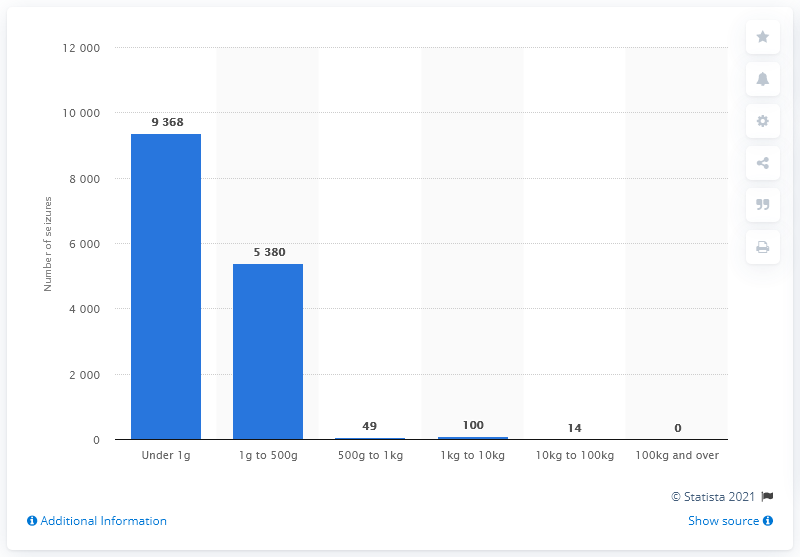 12 000
10 000
8 000
6 000
4 000
2 000
0
Number of seizures
9 368
5 380
49
100
14
0
Under 1g
1g to 500g
500g to 1kg
1kg to 10kg
10kg to 100kg
100kg and over
© Statista 2021
Additional Information
Show source